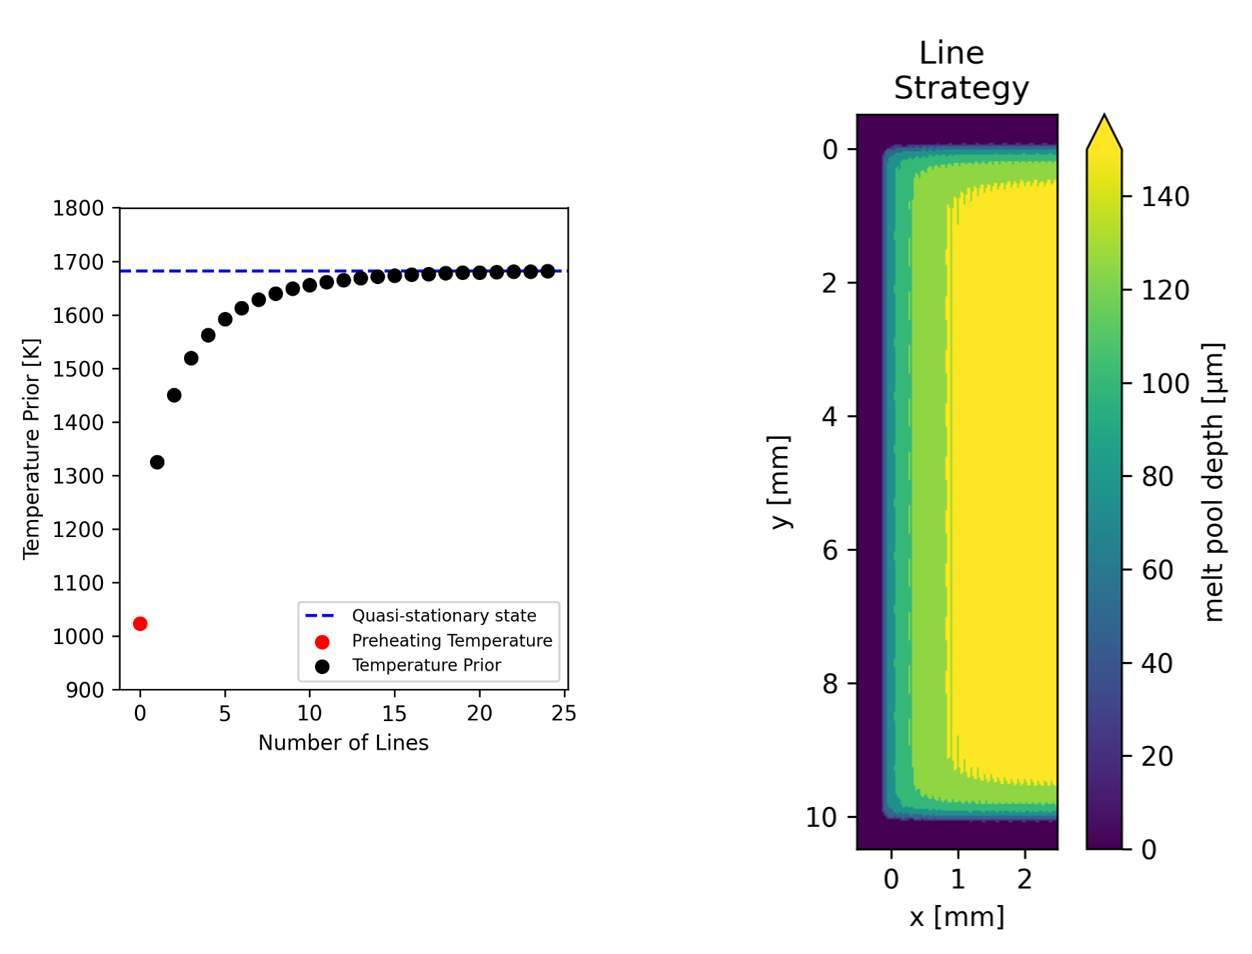 1800
1700
1600
1500
1400
1300
1200
1100
1000
900
Temperature Prior [K]
Quasi-stationary state
Preheating Temperature
Temperature Prior
0 5 10 15 20 25
Number of Lines
Line
Strategy
0
2
4
6
8
10
y [mm]
0 1 2
x [mm]
140
120
100
80
60
40
20
0
melt pool depth [µm]